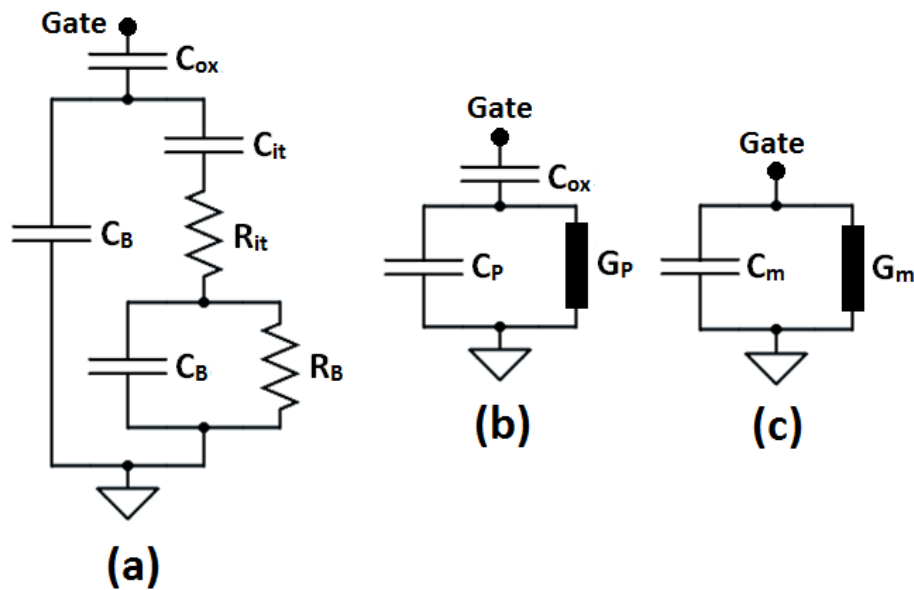 Gate
Cox
Cit
Rit
CB
CB
RB
(a)
Gate
Cox
CP
GP
(b)
Gate
Cm
Gm
(c)